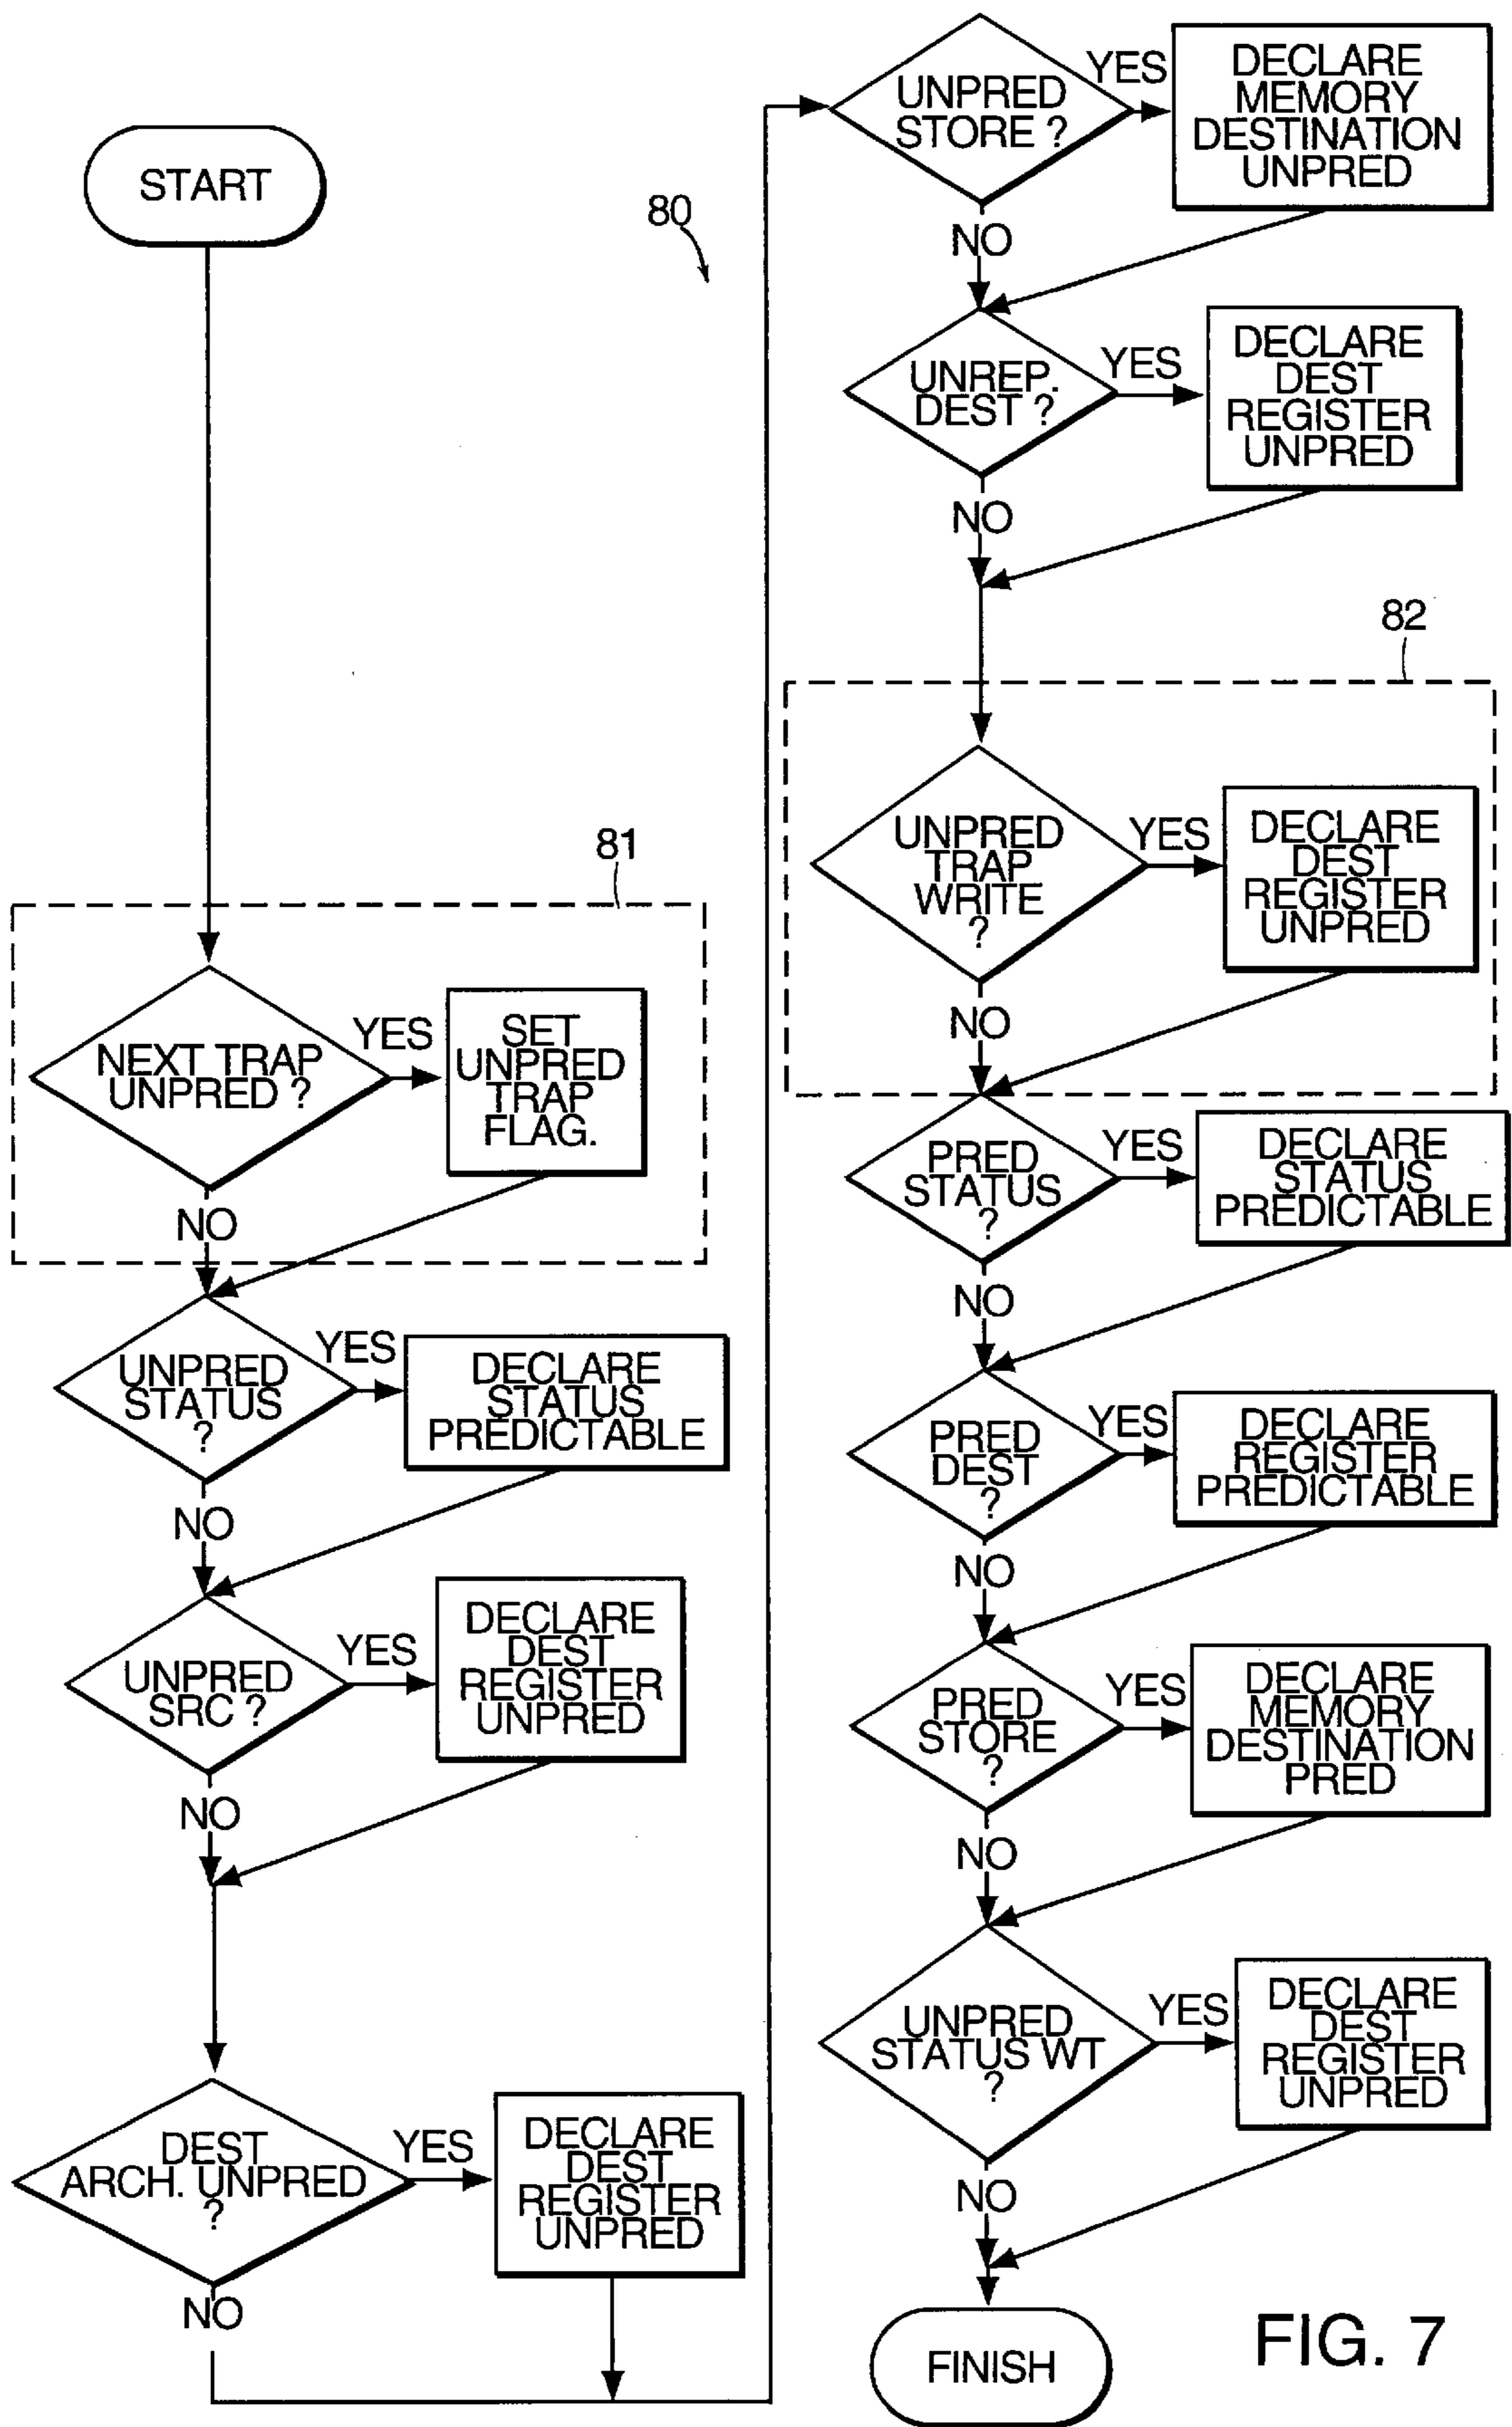 START
80
81
NEXT TRAP
UNPRED ?
YES
SET
UNPRED
TRAP
FLAG.
NO
UNPRED
STATUS
?
YES
DECLARE
STATUS
PREDICTABLE
NO
UNPRED
SRC ?
YES
DECLARE
DEST
REGISTER
UNPRED
NO
DEST
ARCH. UNPRED
?
YES
DECLARE
DEST
REGISTER
UNPRED
NO
UNPRED
STORE ?
YES
DECLARE
MEMORY
DESTINATION
UNPRED
NO
UNREP.
DEST ?
YES
DECLARE
DEST
REGISTER
UNPRED
NO
82
UNPRED
TRAP
WRITE
?
YES
DECLARE
DEST
REGISTER
UNPRED
NO
PRED
STATUS
?
YES
DECLARE
STATUS
PREDICTABLE
NO
PRED
DEST
?
YES
DECLARE
REGISTER
PREDICTABLE
NO
PRED
STORE
?
YES
DECLARE
MEMORY
DESTINATION
PRED
NO
UNPRED
STATUS WT
?
YES
DECLARE
DEST
REGISTER
UNPRED
NO
FINISH
FIG. 7